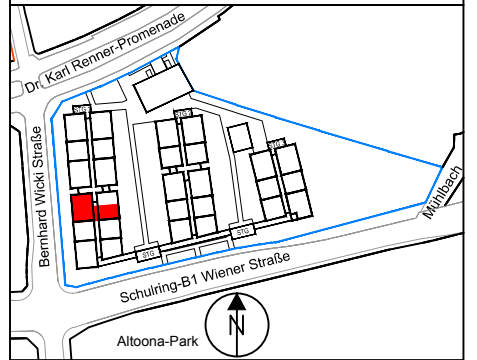 Dr. Karl Renner-Promenade
STG
STG
STG
Bernhard Wicki Straße
Mühlbach
STG
STG
Schulring-B1 Wiener Straße
Altoona-Park
N